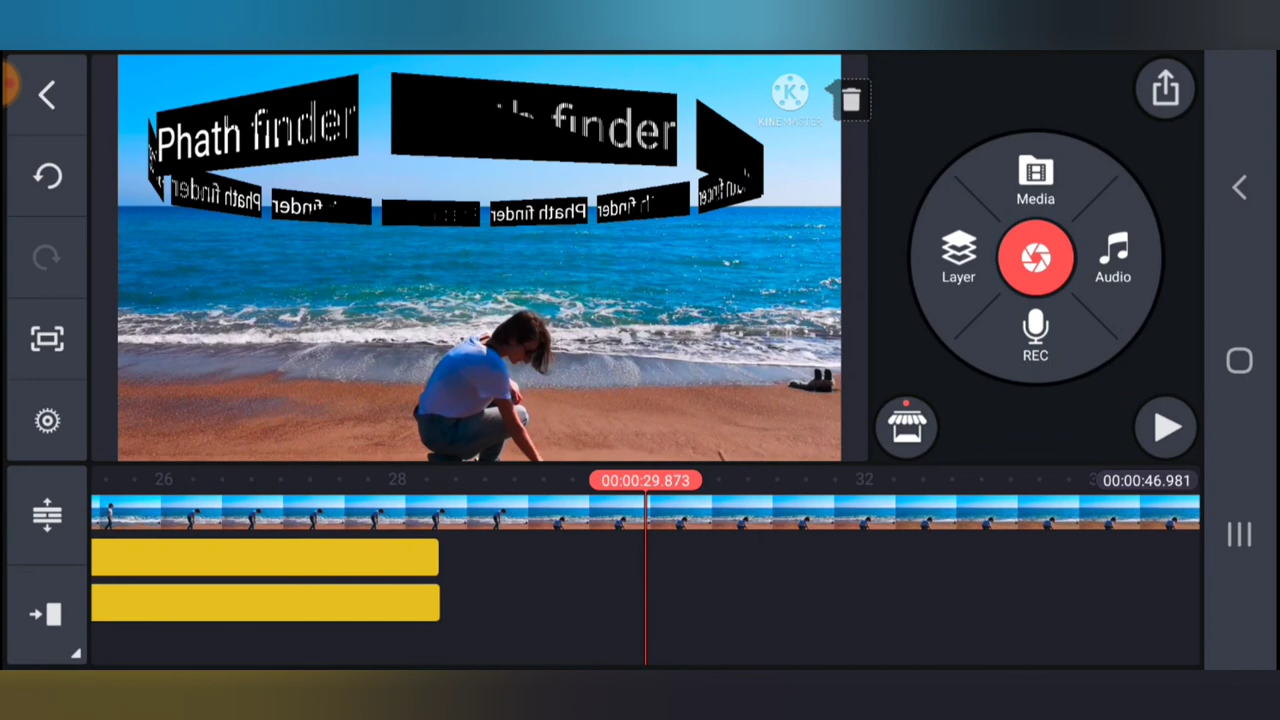 Phath finder
finder
KINEMASTER
Phath finder
finder
Phath finder
finder
Media
Layer
Audio
REC
26
28
00:00:29.873
32
00:00:46.981